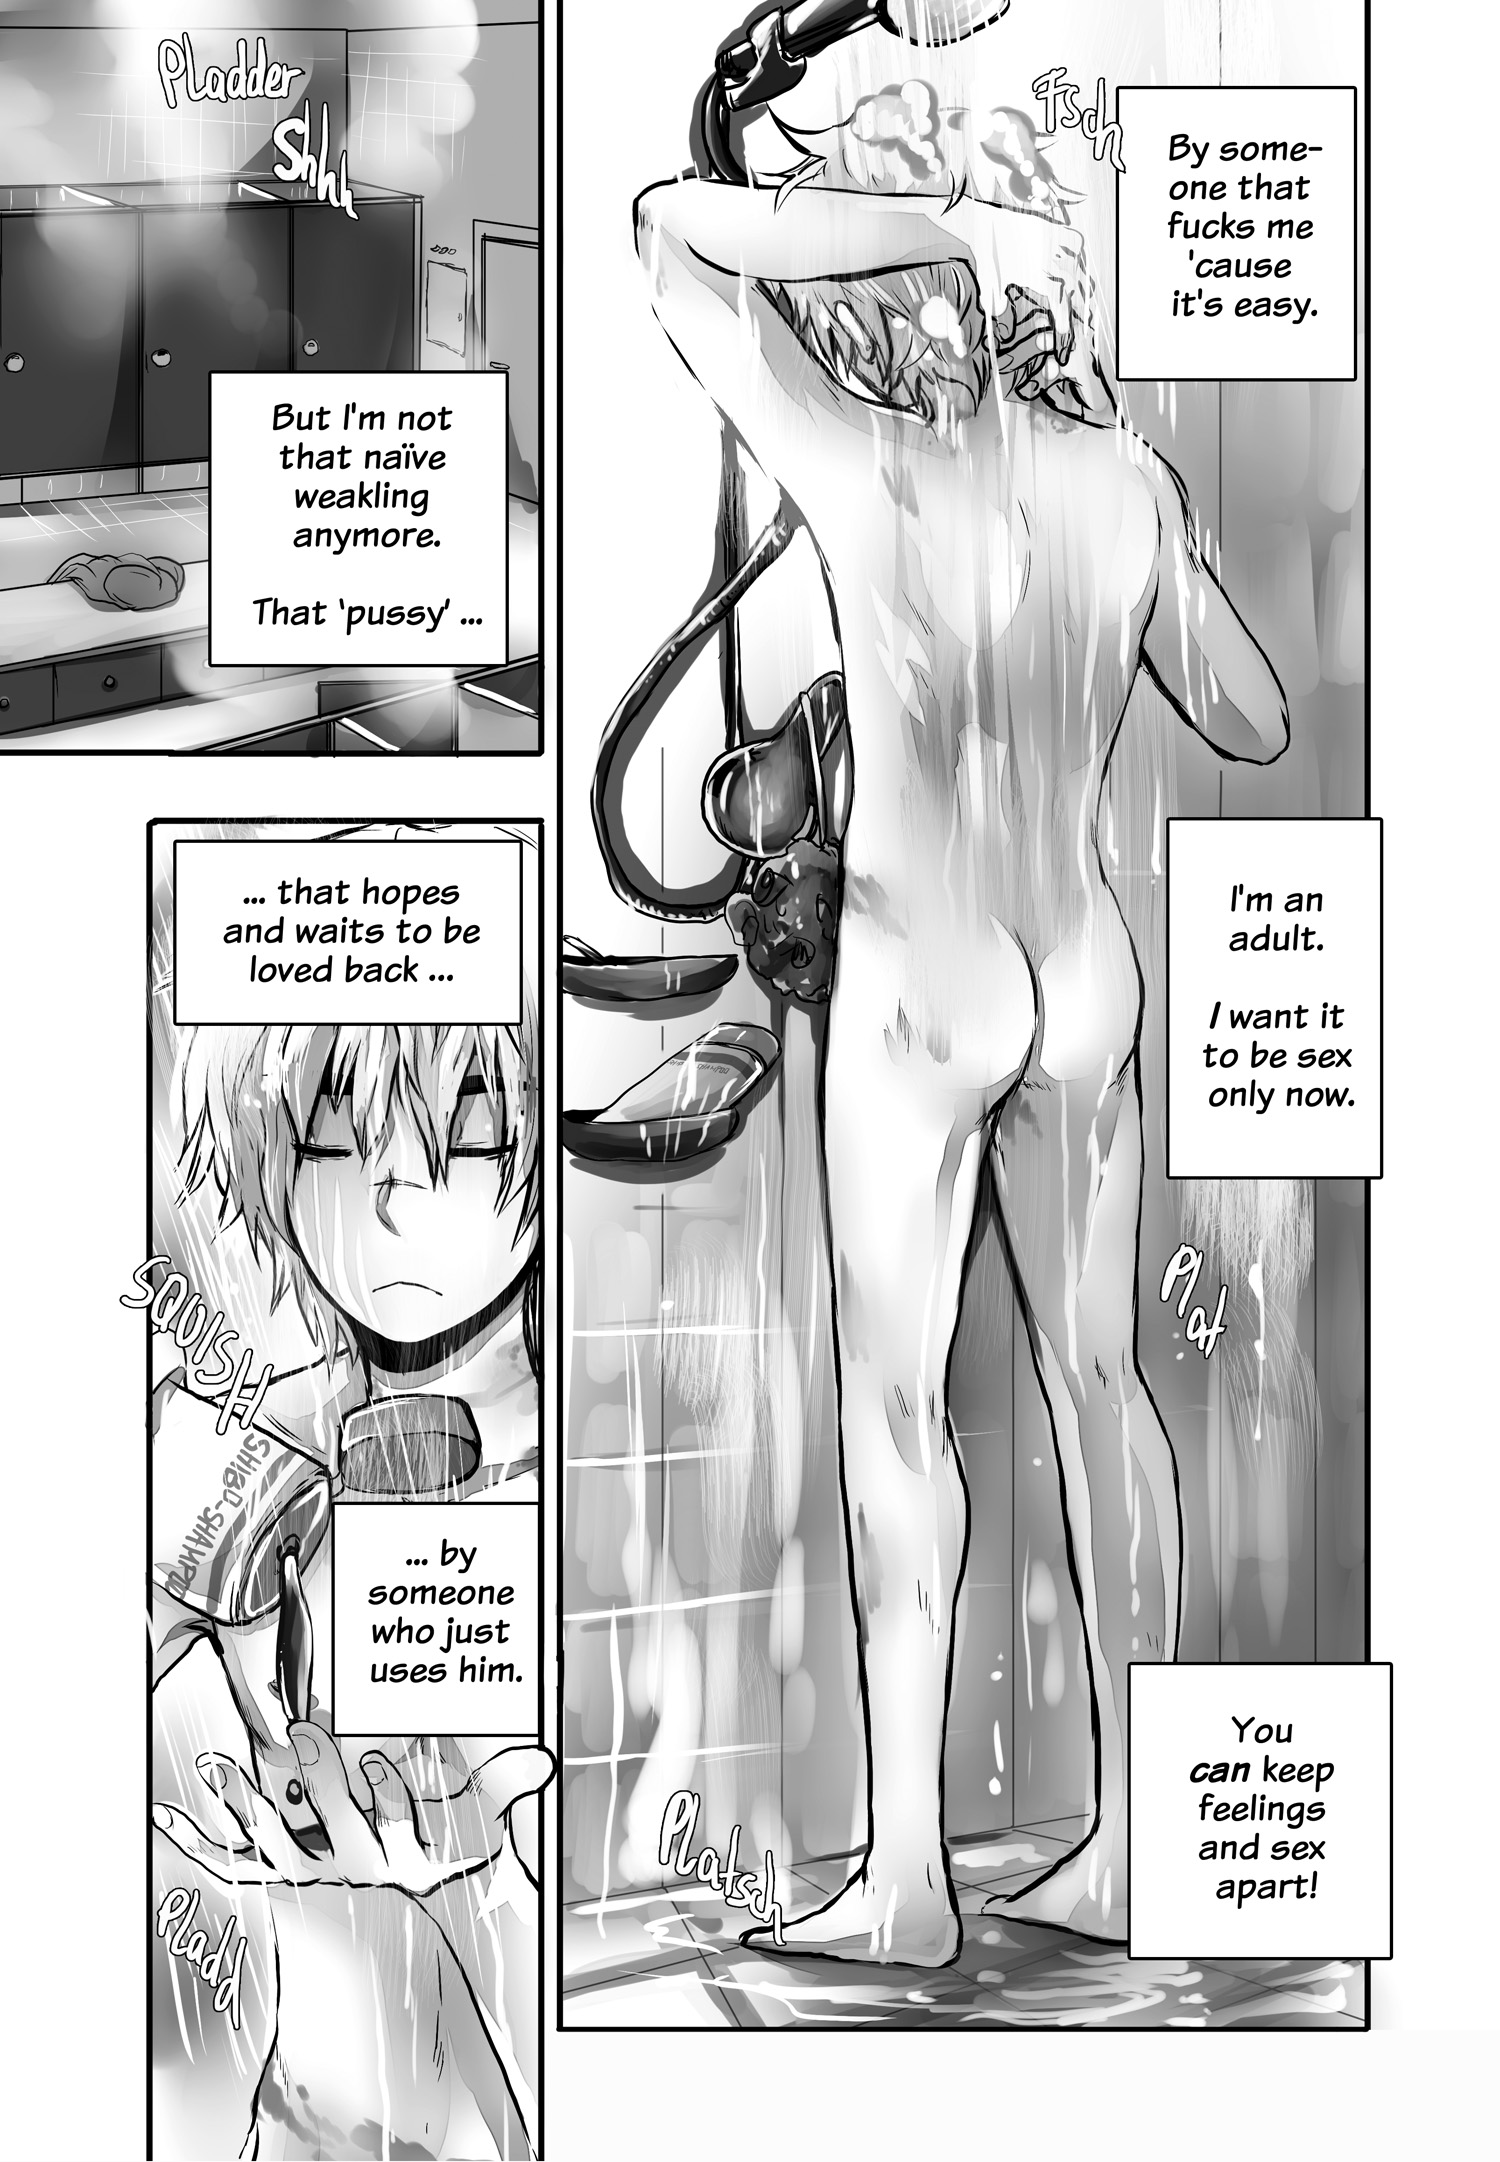 Pladder
Shhh
But I'm not
that naïve
weakling
anymore.
That 'pussy' ...
... that hopes
and waits to be
loved back ...
SQUISH
SHIBO-SHAMPOO
... by
someone
who just
uses him.
Pladd
Fsch
By some-
one that
fucks me
'cause
it's easy.
I'm an
adult.
I want it
to be sex
only now.
Plat
You
can keep
feelings
and sex
apart!
Platsch